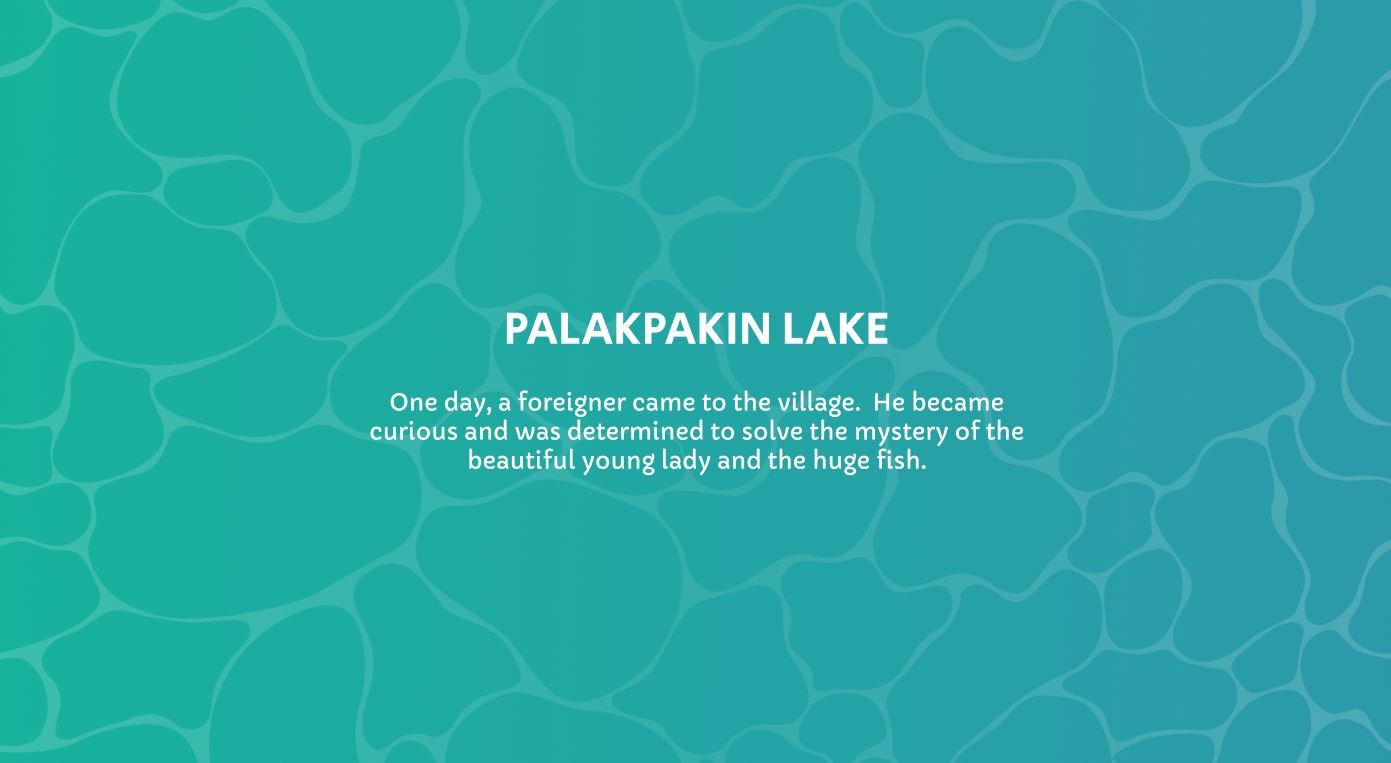 PALAKPAKIN LAKE
One day, a foreigner came to the village.  He became
curious and was determined to solve the mystery of the
beautiful young lady and the huge fish.